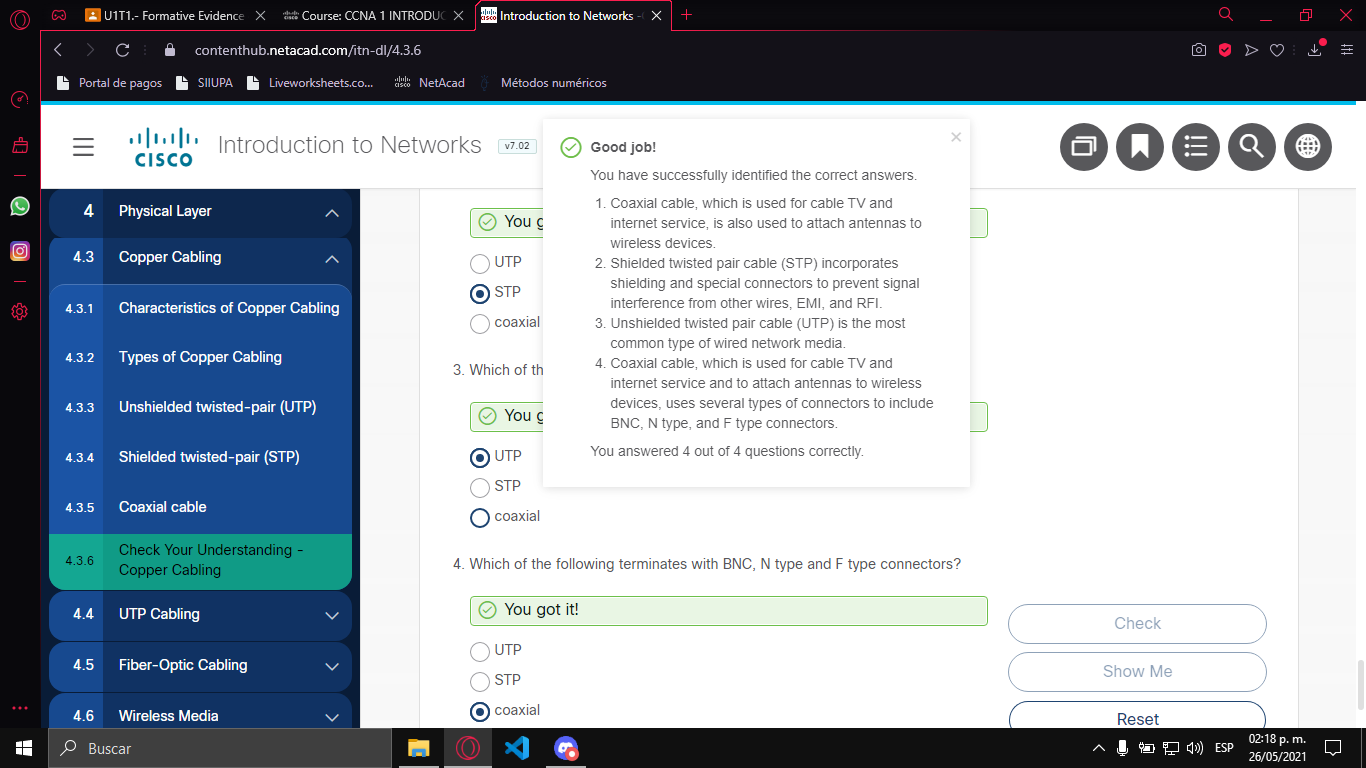 U1T1.- Formative Evidence
Course: CCNA 1 INTRODUC
Introduction to Networks -
contenthub.netacad.com/itn-dl/4.3.6
Portal de pagos
SIIUPA
Liveworksheets.co...
NetAcad
Métodos numéricos
CISCO
Introduction to Networks
v7.02
4 Physical Layer
4.3 Copper Cabling
4.3.1 Characteristics of Copper Cabling
4.3.2 Types of Copper Cabling
4.3.3 Unshielded twisted-pair (UTP)
4.3.4 Shielded twisted-pair (STP)
4.3.5 Coaxial cable
4.3.6 Check Your Understanding -
Copper Cabling
4.4 UTP Cabling
4.5 Fiber-Optic Cabling
4.6 Wireless Media
Good job!
You have successfully identified the correct answers.
1. Coaxial cable, which is used for cable TV and
internet service, is also used to attach antennas to
wireless devices.
2. Shielded twisted pair cable (STP) incorporates
shielding and special connectors to prevent signal
interference from other wires, EMI, and RFI.
3. Unshielded twisted pair cable (UTP) is the most
common type of wired network media.
4. Coaxial cable, which is used for cable TV and
internet service and to attach antennas to wireless
devices, uses several types of connectors to include
BNC, N type, and F type connectors.
You answered 4 out of 4 questions correctly.
You g
UTP
STP
coaxial
3. Which of th
You g
UTP
STP
coaxial
4. Which of the following terminates with BNC, N type and F type connectors?
You got it!
UTP
STP
coaxial
Check
Show Me
Reset
Buscar
ESP
02:18 p. m.
26/05/2021